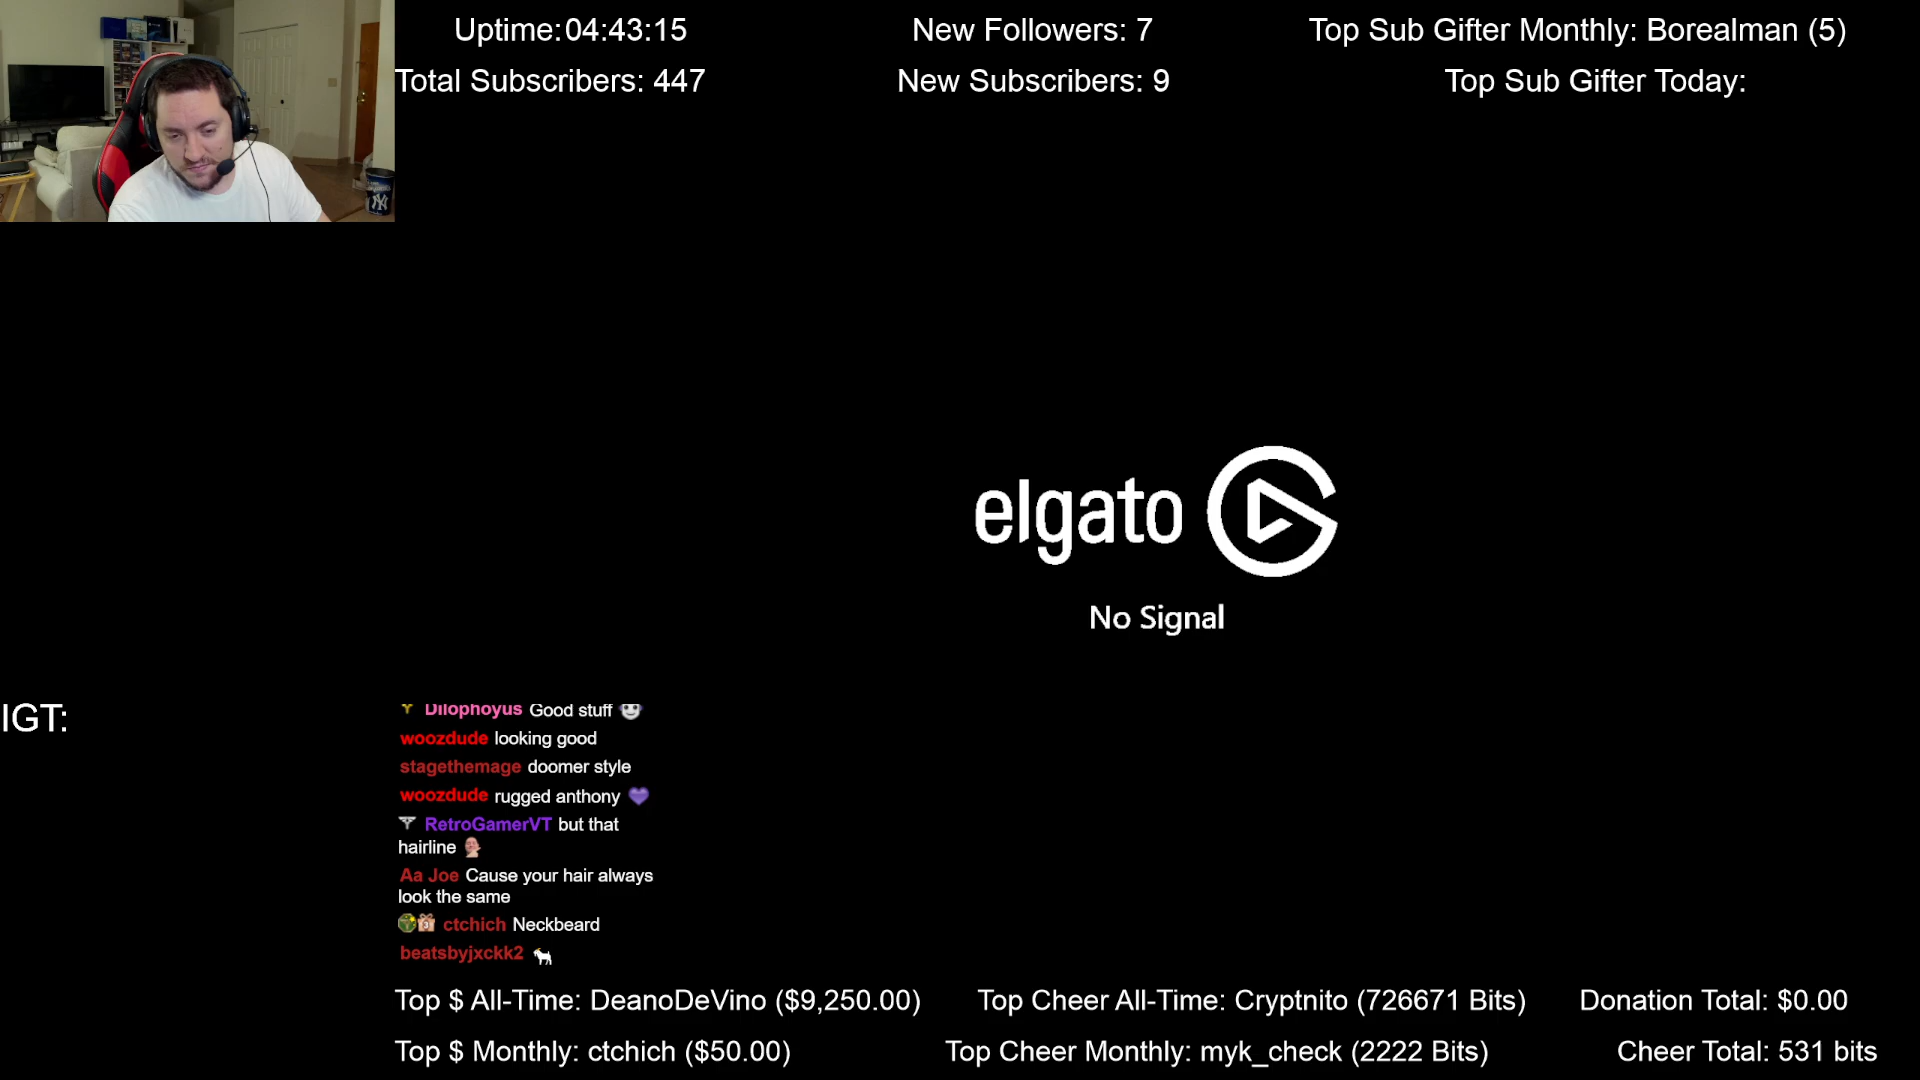 Uptime:04:43:15
New Followers: 7
Top Sub Gifter Monthly: Borealman (5)
Total Subscribers: 447
New Subscribers: 9
Top Sub Gifter Today:
elgato
No Signal
IGT:
Dilophoyus Good stuff
woozdude looking good
stagethemage doomer style
woozdude rugged anthony
RetroGamerVT but that
hairline
Aa Joe Cause your hair always
look the same
ctchich Neckbeard
beatsbyjxckk2
Top $ All-Time: DeanoDeVino ($9,250.00)
Top Cheer All-Time: Cryptnito (726671 Bits)
Donation Total: $0.00
Top $ Monthly: ctchich ($50.00)
Top Cheer Monthly: myk_check (2222 Bits)
Cheer Total: 531 bits